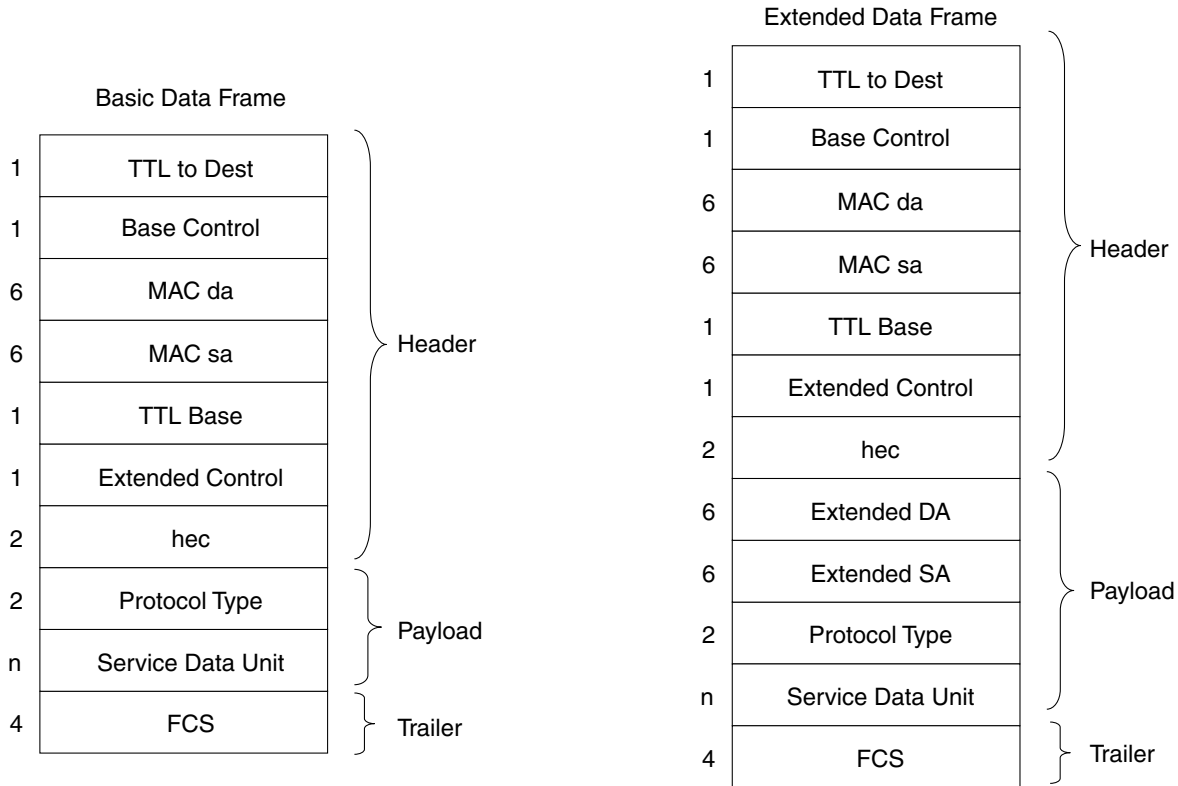 Basic Data Frame
1 TTL to Dest
1 Base Control
6 MAC da
6 MAC sa
1 TTL Base
1 Extended Control
2 hec
Header
2 Protocol Type
n Service Data Unit
Payload
4 FCS
Trailer
Extended Data Frame
1 TTL to Dest
1 Base Control
6 MAC da
6 MAC sa
1 TTL Base
1 Extended Control
2 hec
Header
6 Extended DA
6 Extended SA
2 Protocol Type
n Service Data Unit
Payload
4 FCS
Trailer